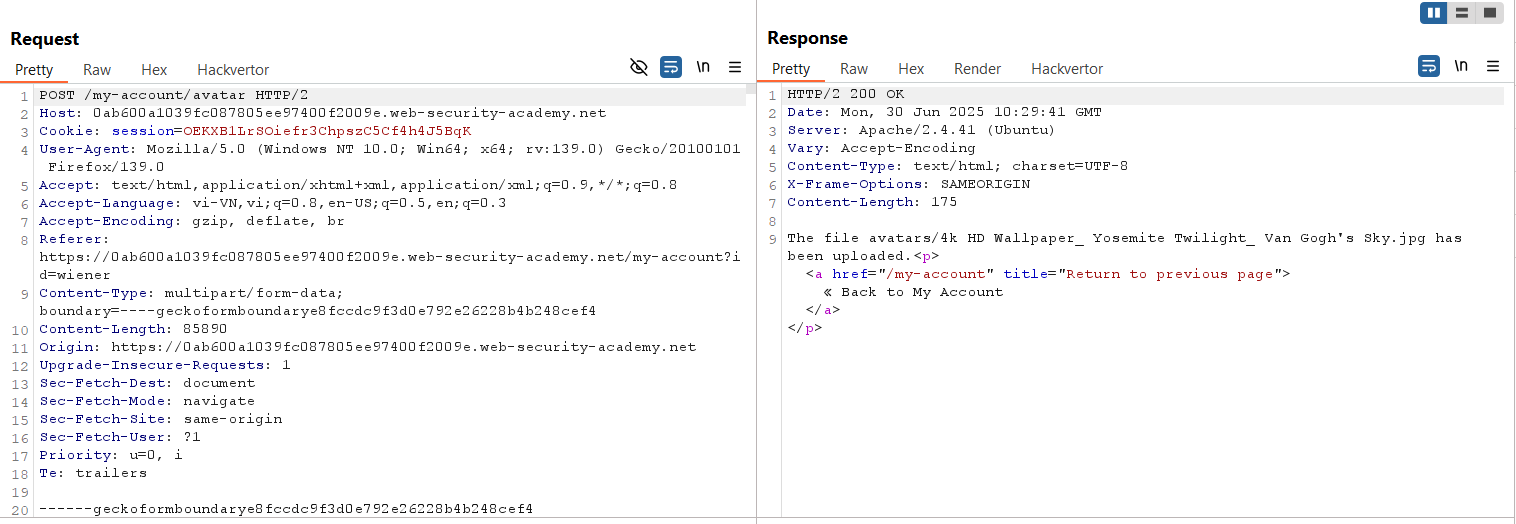 Request
Pretty Raw Hex Hackvertor \n
1 POST /my-account/avatar HTTP/2
2 Host: 0ab600a1039fc087805ee97400f2009e.web-security-academy.net
3 Cookie: session=OEKXBlLrSOiefr3ChpszC5Cf4h4J5BqK
4 User-Agent: Mozilla/5.0 (Windows NT 10.0; Win64; x64; rv:139.0) Gecko/20100101
Firefox/139.0
5 Accept: text/html,application/xhtml+xml,application/xml;q=0.9,*/*;q=0.8
6 Accept-Language: vi-VN,vi;q=0.8,en-US;q=0.5,en;q=0.3
7 Accept-Encoding: gzip, deflate, br
8 Referer:
https://0ab600a1039fc087805ee97400f2009e.web-security-academy.net/my-account?i
d=wiener
9 Content-Type: multipart/form-data;
boundary=----geckoformboundarye8fccdc9f3d0e792e26228b4b248cef4
10 Content-Length: 85890
11 Origin: https://0ab600a1039fc087805ee97400f2009e.web-security-academy.net
12 Upgrade-Insecure-Requests: 1
13 Sec-Fetch-Dest: document
14 Sec-Fetch-Mode: navigate
15 Sec-Fetch-Site: same-origin
16 Sec-Fetch-User: ?1
17 Priority: u=0, i
18 Te: trailers
19
20 ------geckoformboundarye8fccdc9f3d0e792e26228b4b248cef4
Response
Pretty Raw Hex Render Hackvertor \n
1 HTTP/2 200 OK
2 Date: Mon, 30 Jun 2025 10:29:41 GMT
3 Server: Apache/2.4.41 (Ubuntu)
4 Vary: Accept-Encoding
5 Content-Type: text/html; charset=UTF-8
6 X-Frame-Options: SAMEORIGIN
7 Content-Length: 175
8
9 The file avatars/4k HD Wallpaper_ Yosemite Twilight_ Van Gogh's Sky.jpg has
been uploaded.<p>
<a href="/my-account" title="Return to previous page">
« Back to My Account
</a>
</p>